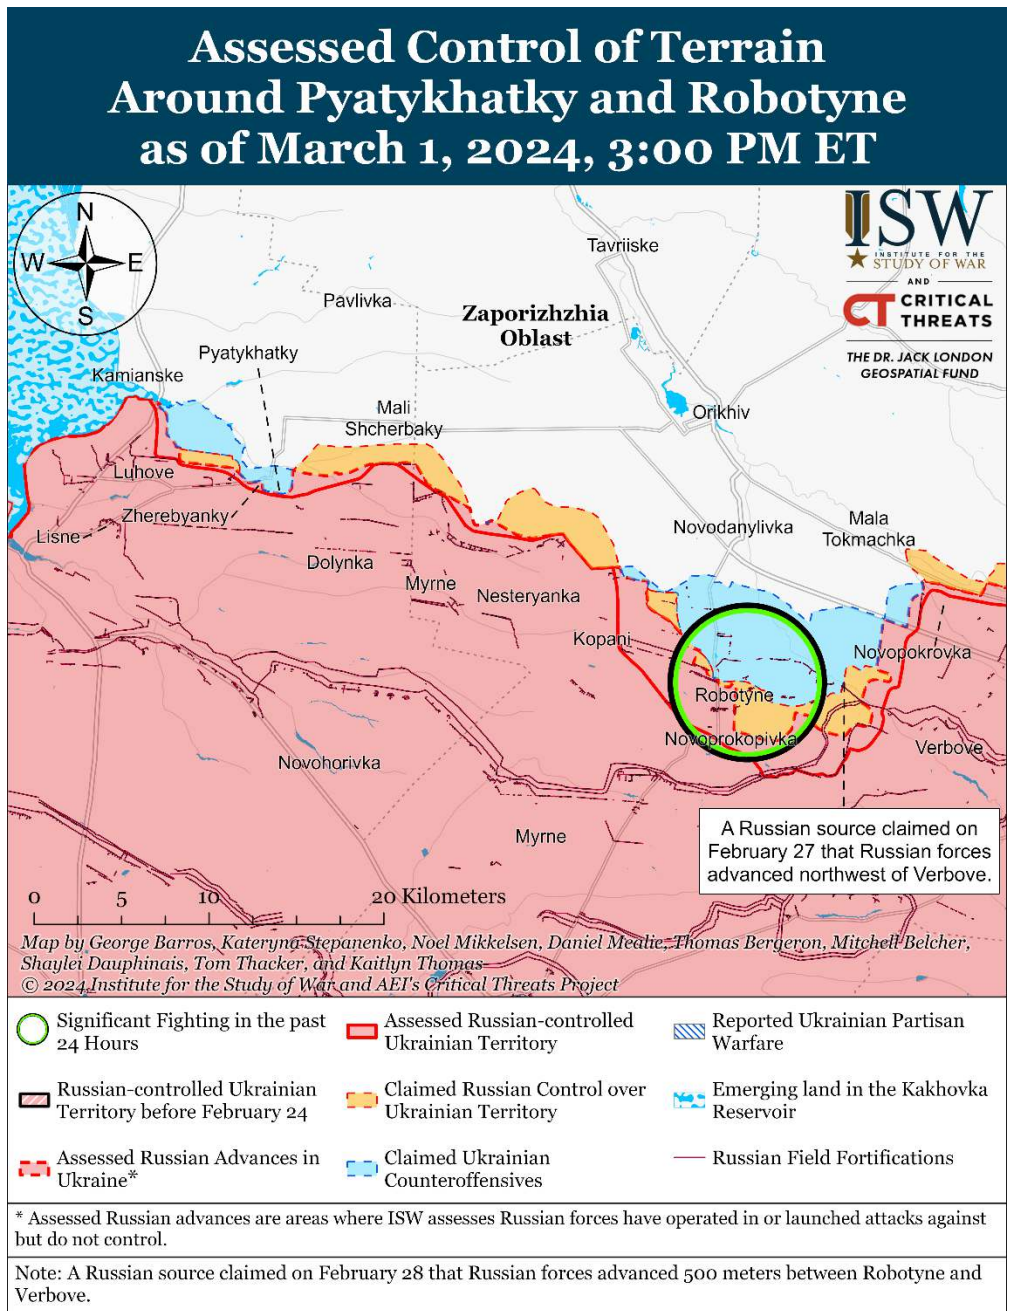 Assessed Control of Terrain
Around Pyatykhatky and Robotyne
as of March 1, 2024, 3:00 PM ET
N
W
E
S
ISW
INSTITUTE FOR THE
STUDY OF WAR
AND
CT CRITICAL
THREATS
THE DR. JACK LONDON
GEOSPATIAL FUND
Tavriiske
Pavlivka
Zaporizhzhia
Oblast
Pyatykhatky
Kamianske
Mali
Shcherbaky
Orikhiv
Luhove
Zherebyanky
Lisne
Novodanylivka
Mala
Tokmachka
Dolynka
Myrne
Nesteryanka
Kopani
Novopokrovka
Robotyne
Novoprokopivka
Verbove
Novohorivka
Myrne
A Russian source claimed on
February 27 that Russian forces
advanced northwest of Verbove.
0 5 10 20 Kilometers
Map by George Barros, Kateryna Stepanenko, Noel Mikkelsen, Daniel Mealie, Thomas Bergeron, Mitchell Belcher,
Shaylei Dauphinais, Tom Thacker, and Kaitlyn Thomas
© 2024 Institute for the Study of War and AEI's Critical Threats Project
Significant Fighting in the past
24 Hours
Assessed Russian-controlled
Ukrainian Territory
Reported Ukrainian Partisan
Warfare
Russian-controlled Ukrainian
Territory before February 24
Claimed Russian Control over
Ukrainian Territory
Emerging land in the Kakhovka
Reservoir
Assessed Russian Advances in
Ukraine*
Claimed Ukrainian
Counteroffensives
Russian Field Fortifications
* Assessed Russian advances are areas where ISW assesses Russian forces have operated in or launched attacks against
but do not control.
Note: A Russian source claimed on February 28 that Russian forces advanced 500 meters between Robotyne and
Verbove.